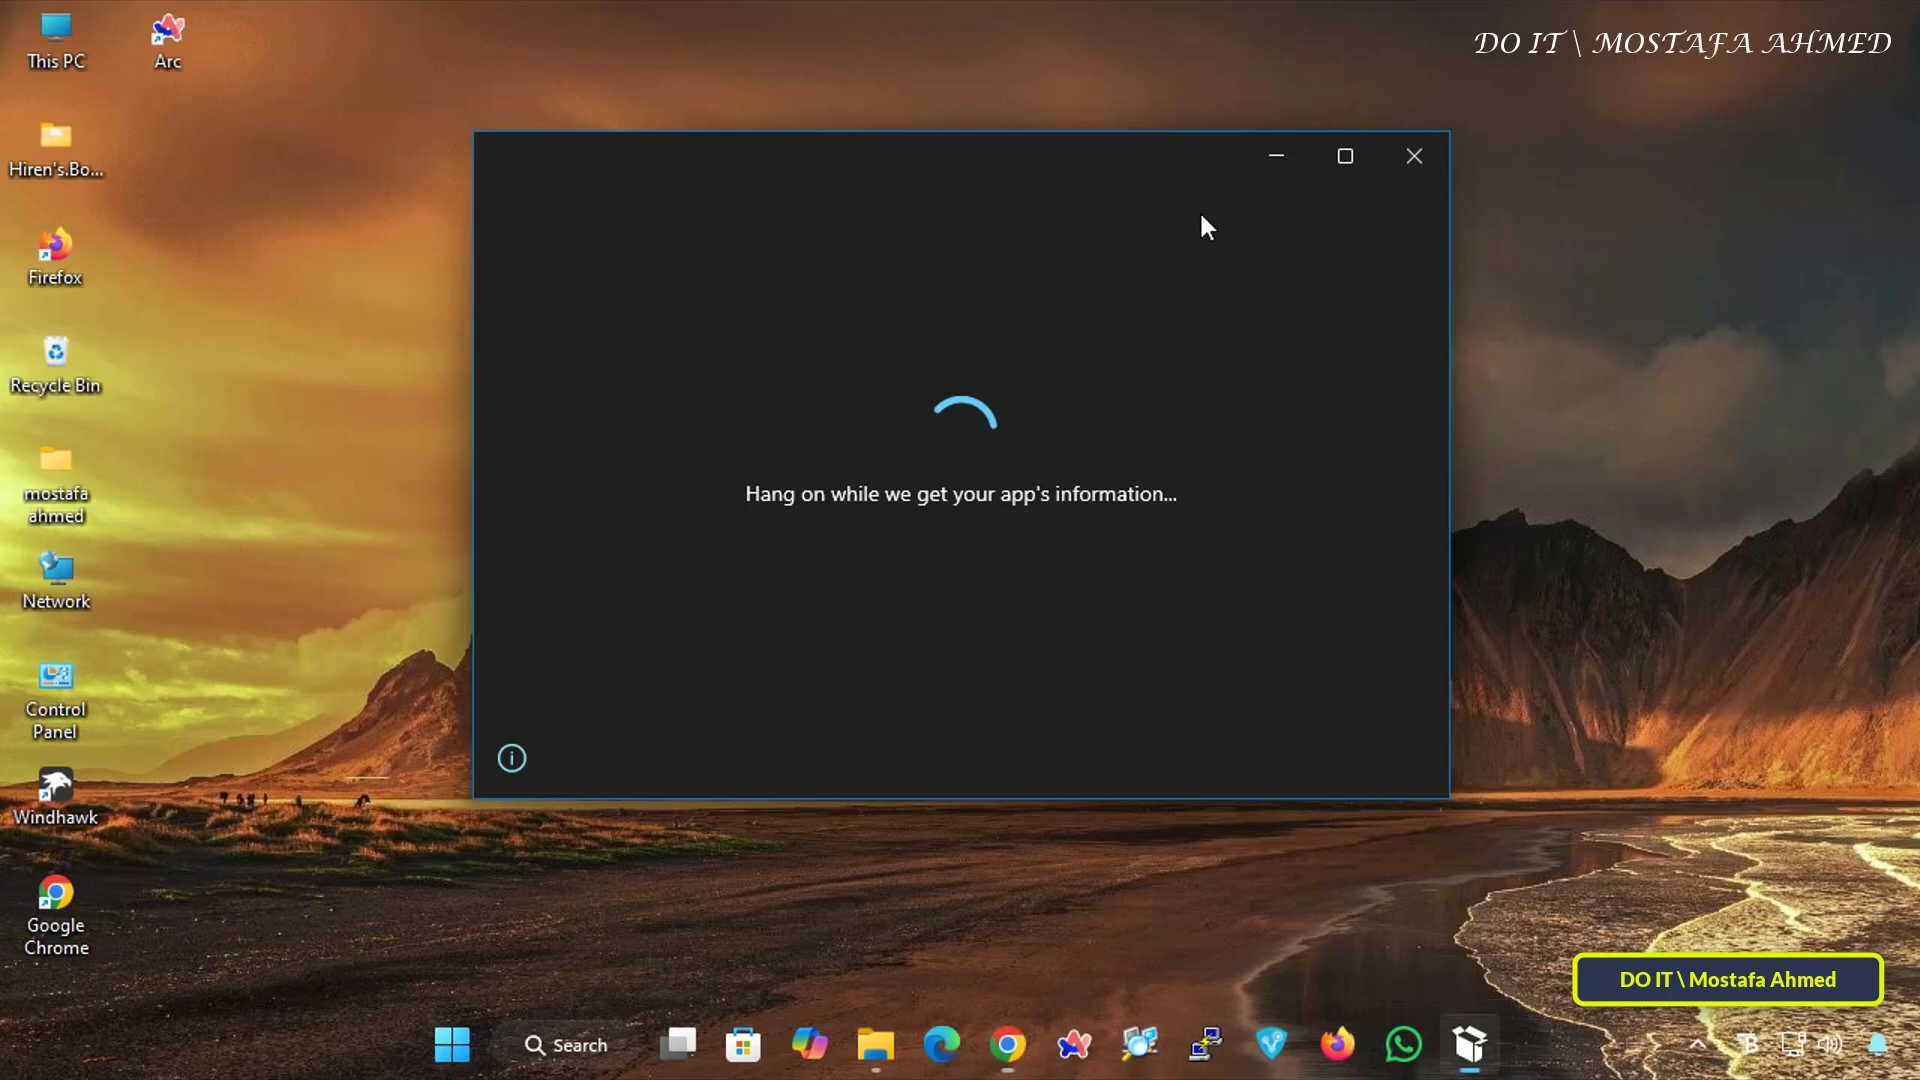 DO IT \ MOSTAFA AHMED
This PC
Arc
Hiren's.Bo...
Firefox
Recycle Bin
mostafa
ahmed
Network
Control
Panel
Windhawk
Google
Chrome
Hang on while we get your app's information...
DO IT \ Mostafa Ahmed
Search